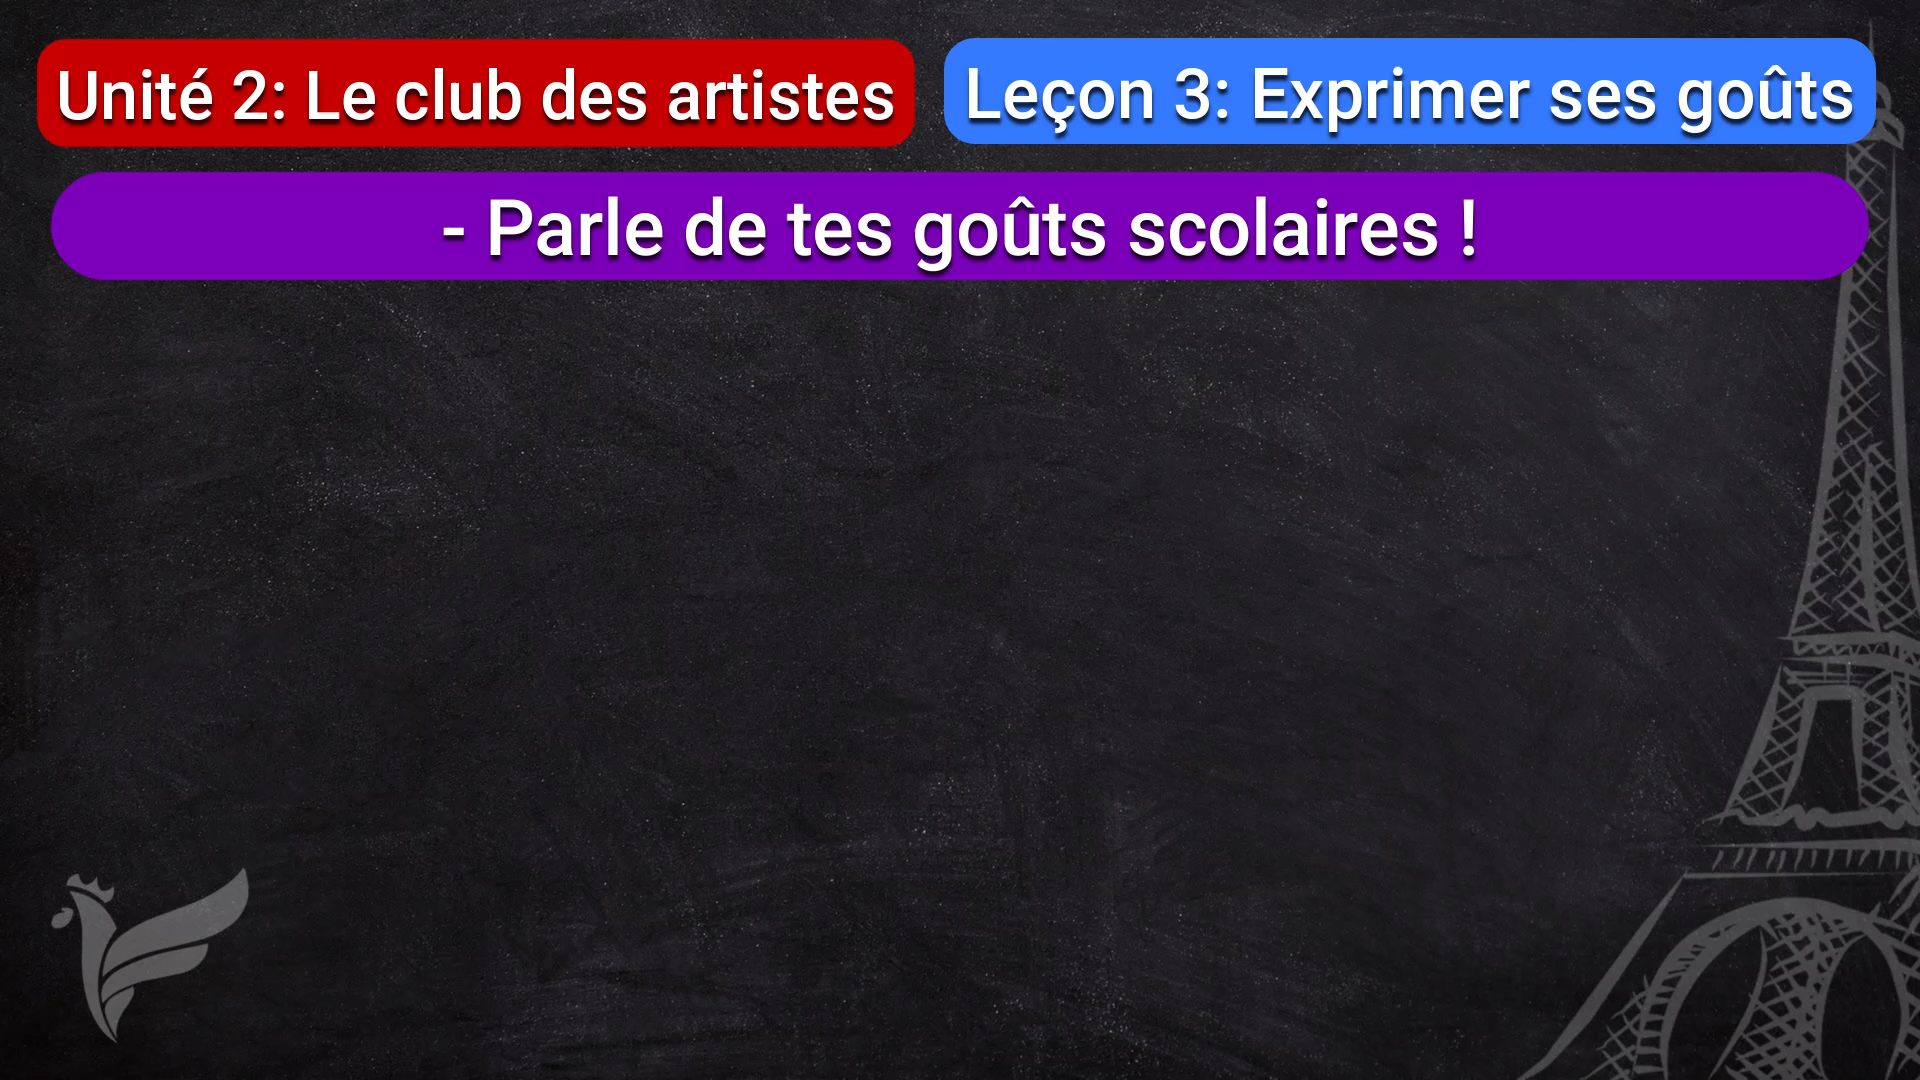 Unité 2: Le club des artistes
Leçon 3: Exprimer ses goûts
- Parle de tes goûts scolaires !